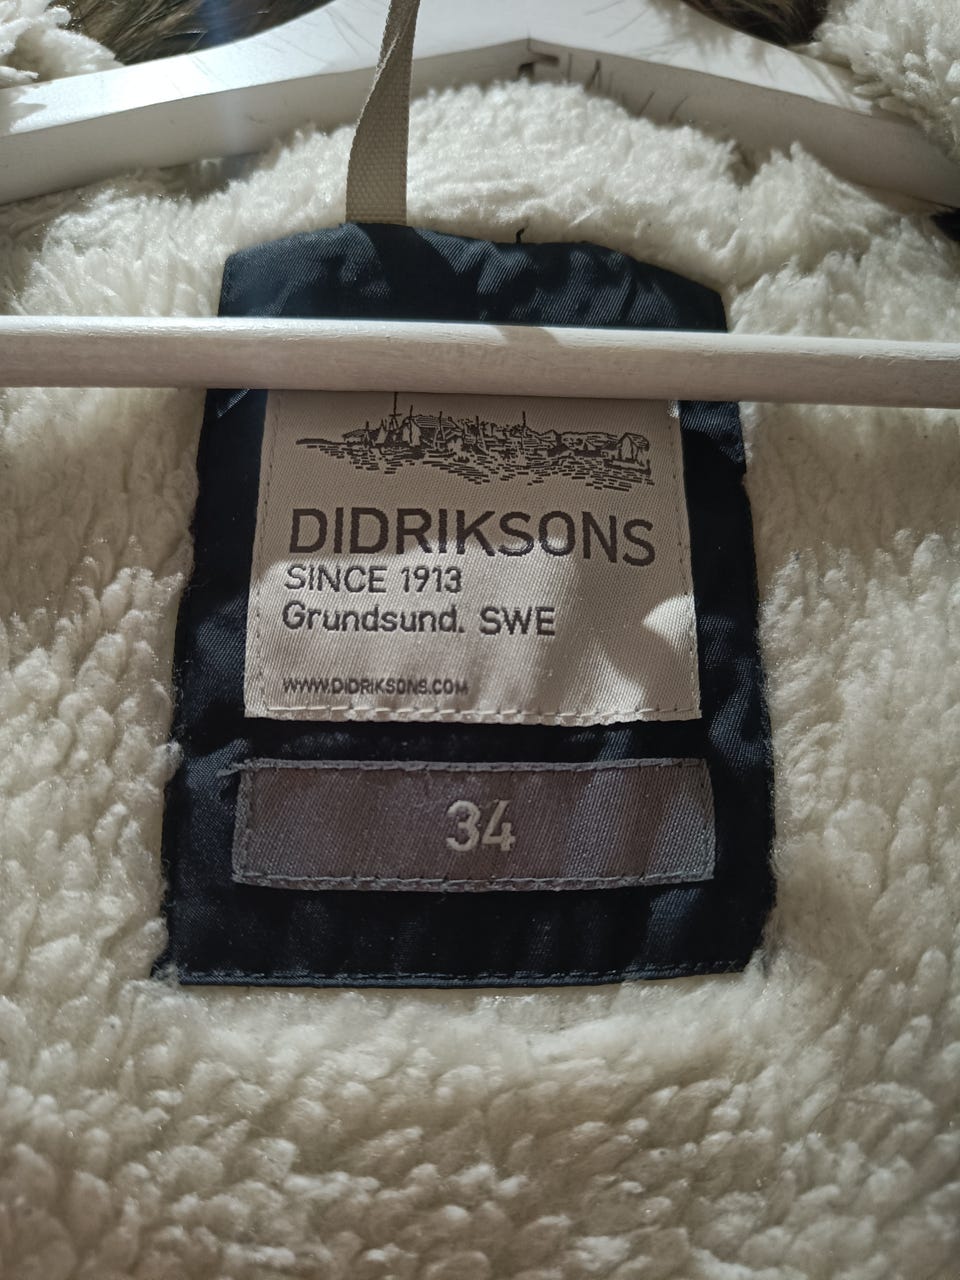 DIDRIKSONS
SINCE 1913
Grundsund. SWE
WWW.DIDRIKSONS.COM
34